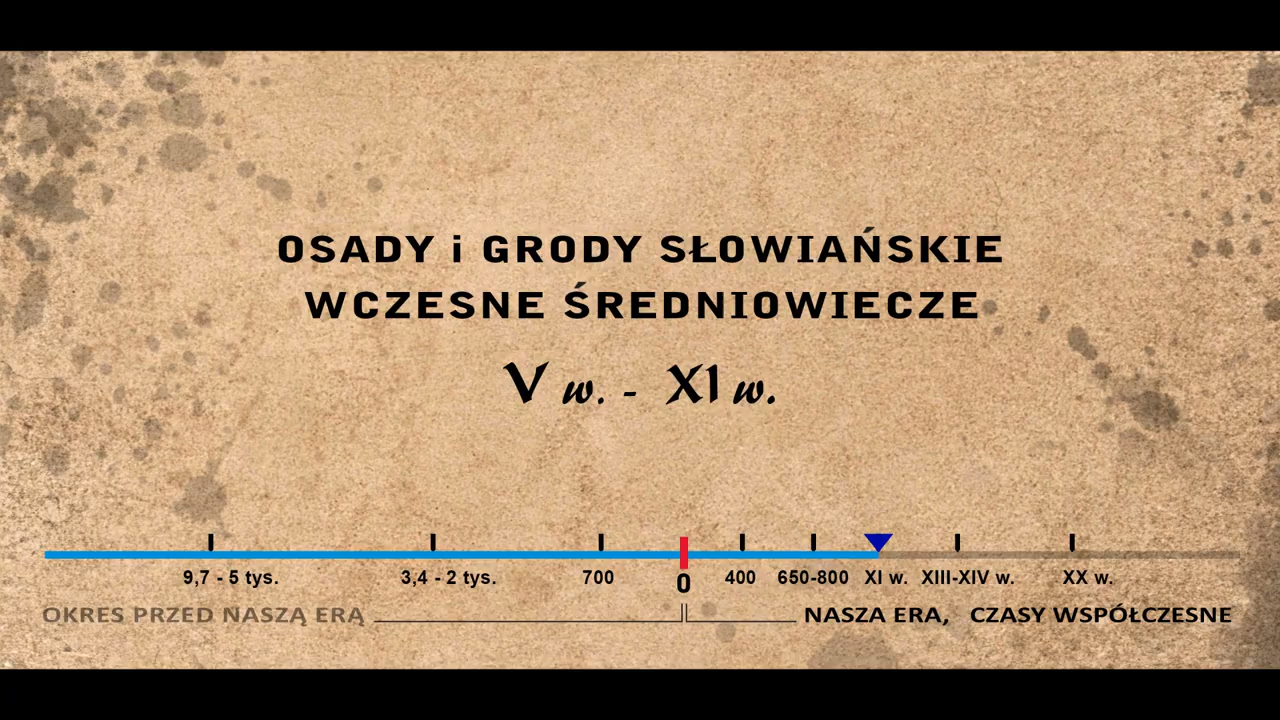 OSADY i GRODY SŁOWIAŃSKIE
WCZESNE ŚREDNIOWIECZE
V w. - XI w.
9,7 - 5 tys. 3,4 - 2 tys. 700 0 400 650-800 XI w. XIII-XIV w. XX w.
OKRES PRZED NASZĄ ERĄ NASZA ERA, CZASY WSPÓŁCZESNE